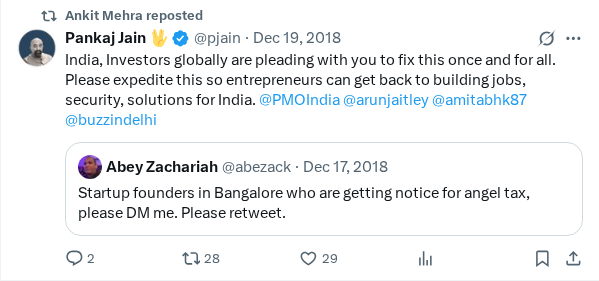 Ankit Mehra reposted
Pankaj Jain 🖖 @pjain · Dec 19, 2018
India, Investors globally are pleading with you to fix this once and for all.
Please expedite this so entrepreneurs can get back to building jobs,
security, solutions for India. @PMOIndia @arunjaitley @amitabhk87
@buzzindelhi
Abey Zachariah @abezack · Dec 17, 2018
Startup founders in Bangalore who are getting notice for angel tax,
please DM me. Please retweet.
2 28 29